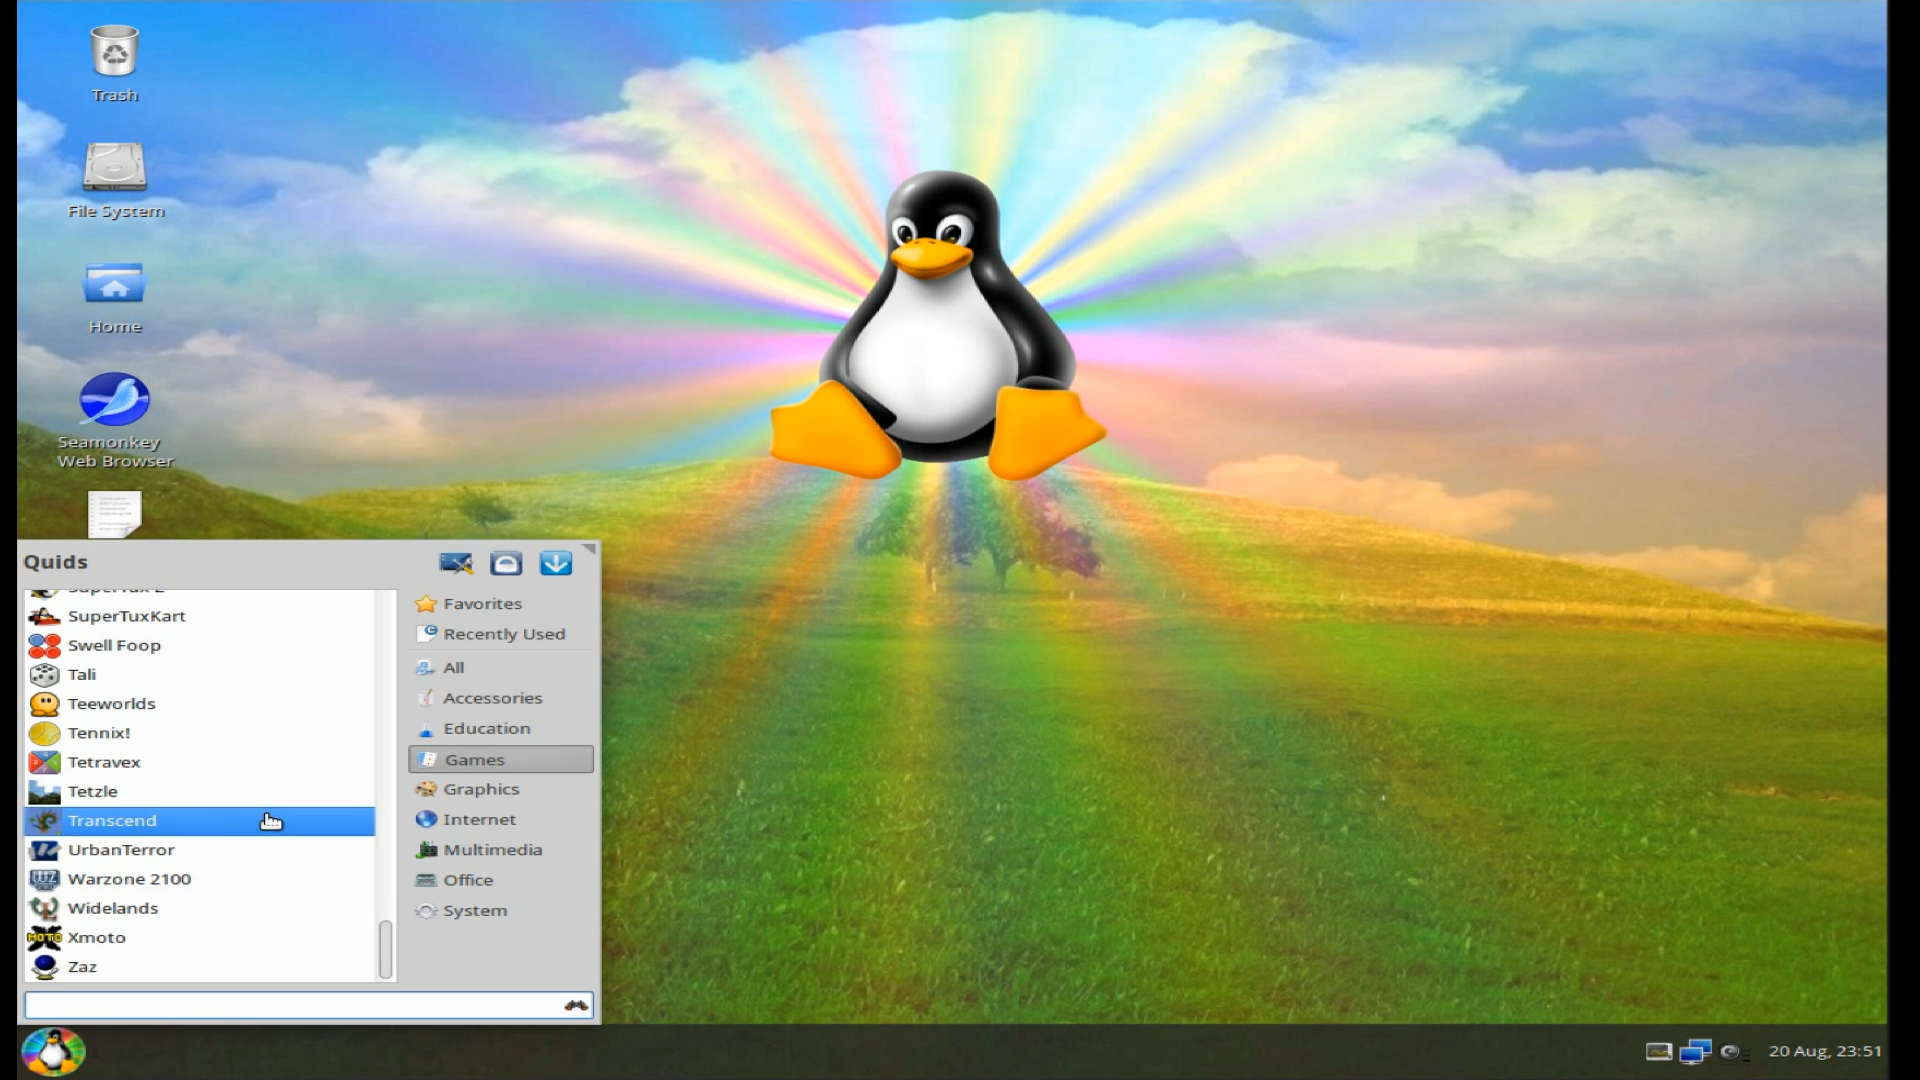 Trash
File System
Home
Seamonkey
Web Browser
Quids
SuperTux 2
SuperTuxKart
Swell Foop
Tali
Teeworlds
Tennix!
Tetravex
Tetzle
Transcend
UrbanTerror
Warzone 2100
Widelands
Xmoto
Zaz
Favorites
Recently Used
All
Accessories
Education
Games
Graphics
Internet
Multimedia
Office
System
20 Aug, 23:51